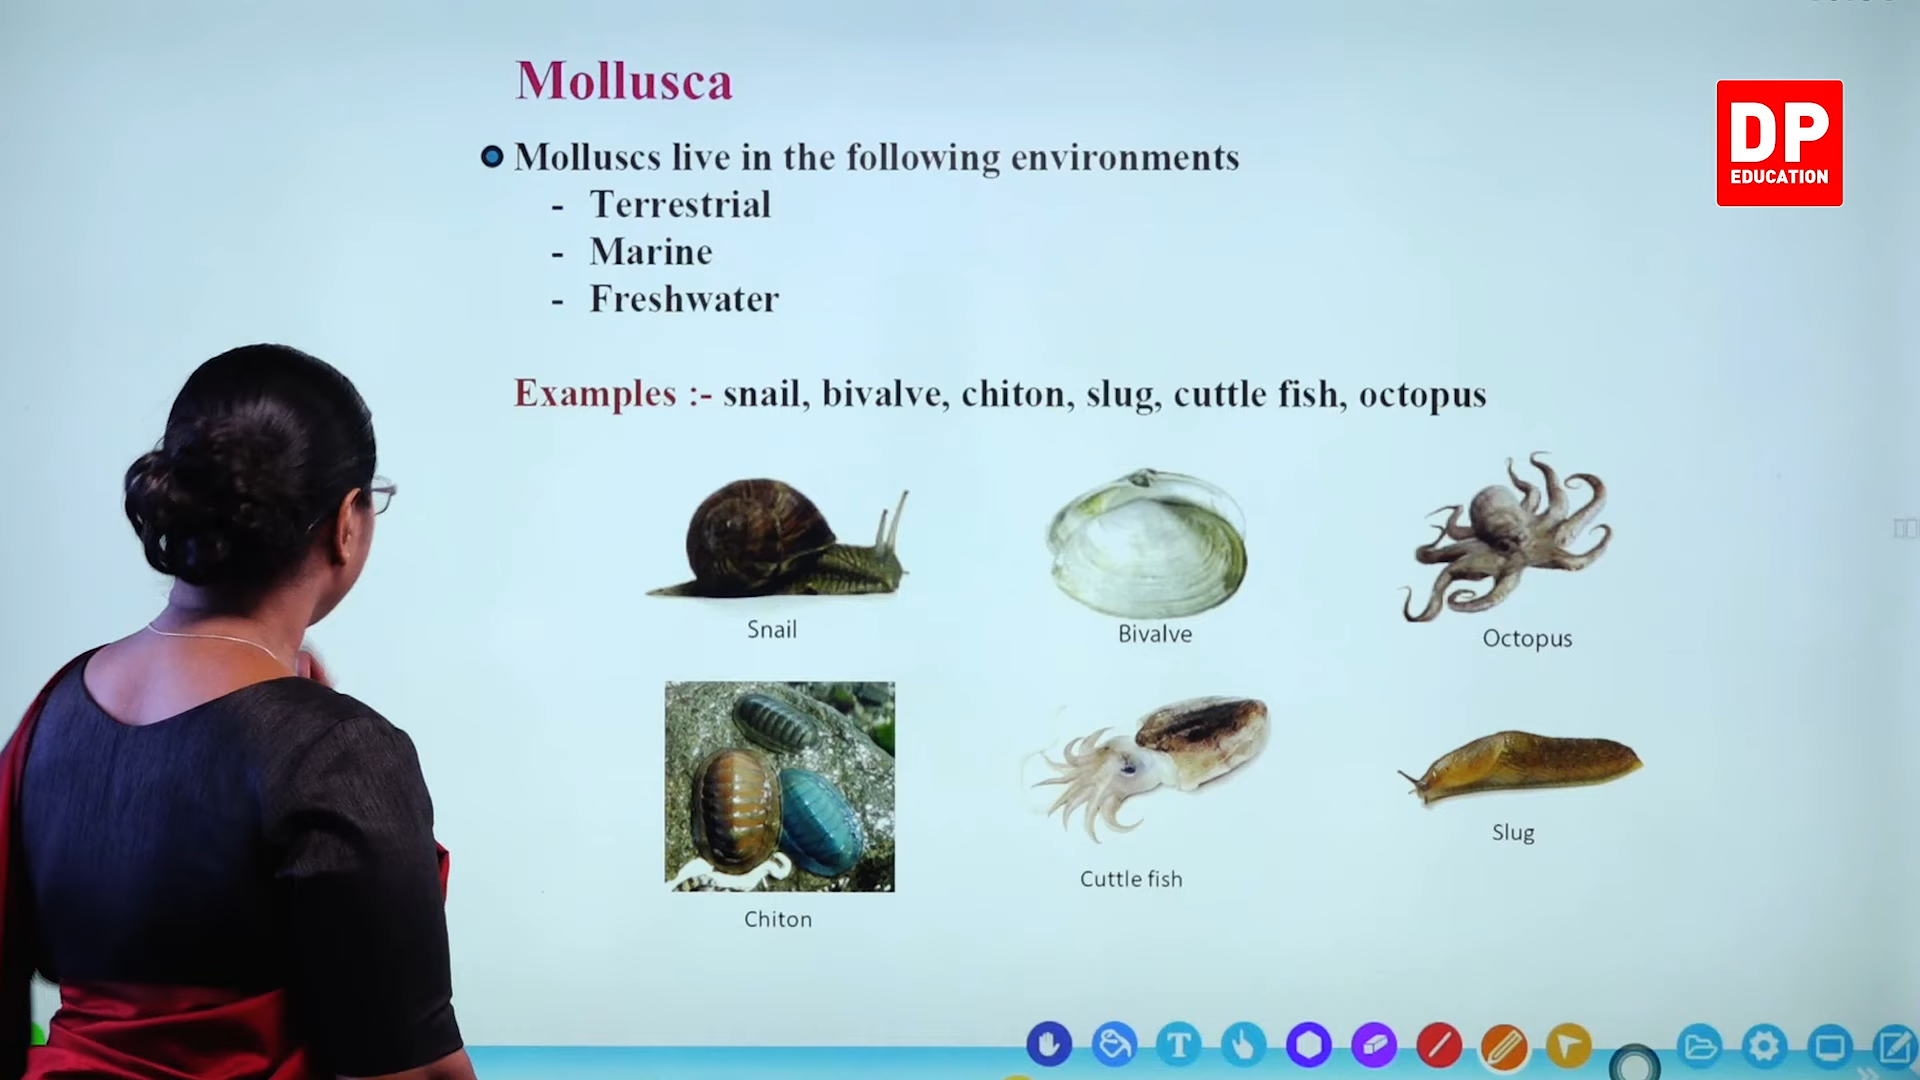 Mollusca
DP
EDUCATION
Molluscs live in the following environments
- Terrestrial
- Marine
- Freshwater
Examples :- snail, bivalve, chiton, slug, cuttle fish, octopus
Snail
Bivalve
Octopus
Chiton
Cuttle fish
Slug
T